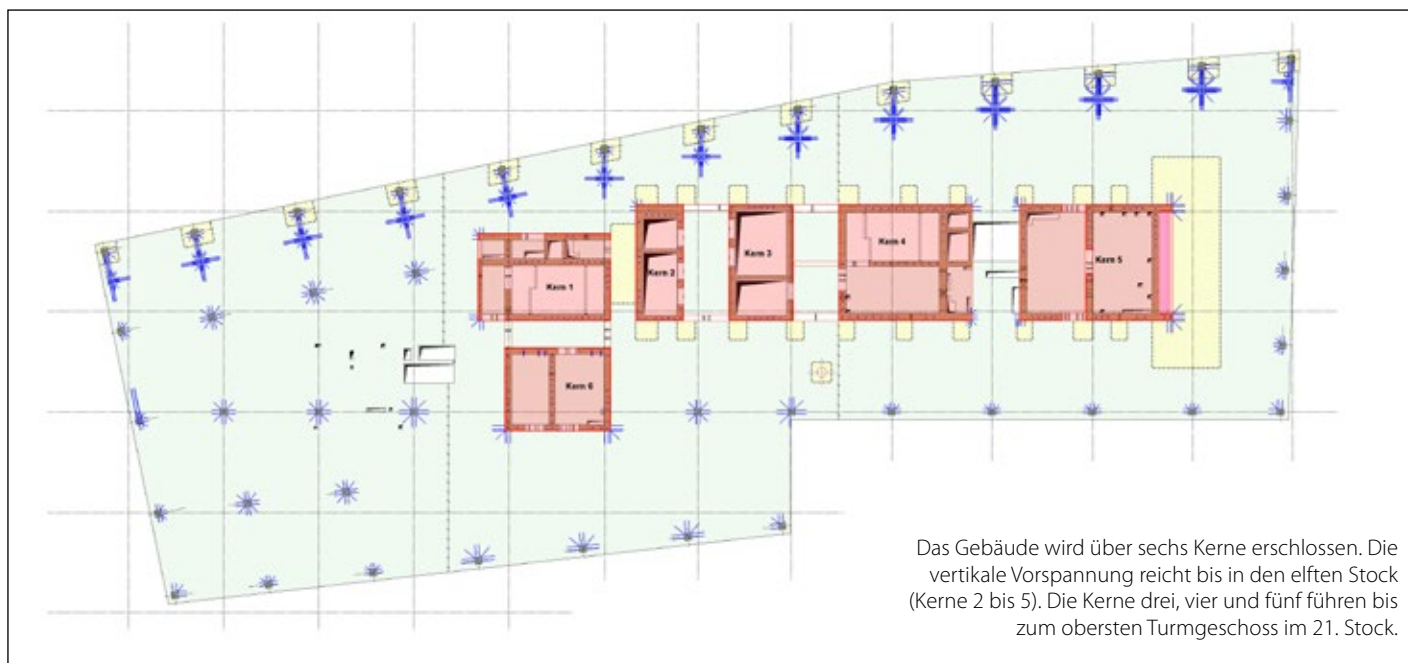 Kern 1
Kern 2
Kern 3
Kern 4
Kern 5
Kern 6
Das Gebäude wird über sechs Kerne erschlossen. Die
vertikale Vorspannung reicht bis in den elften Stock
(Kerne 2 bis 5). Die Kerne drei, vier und fünf führen bis
zum obersten Turmgeschoss im 21. Stock.